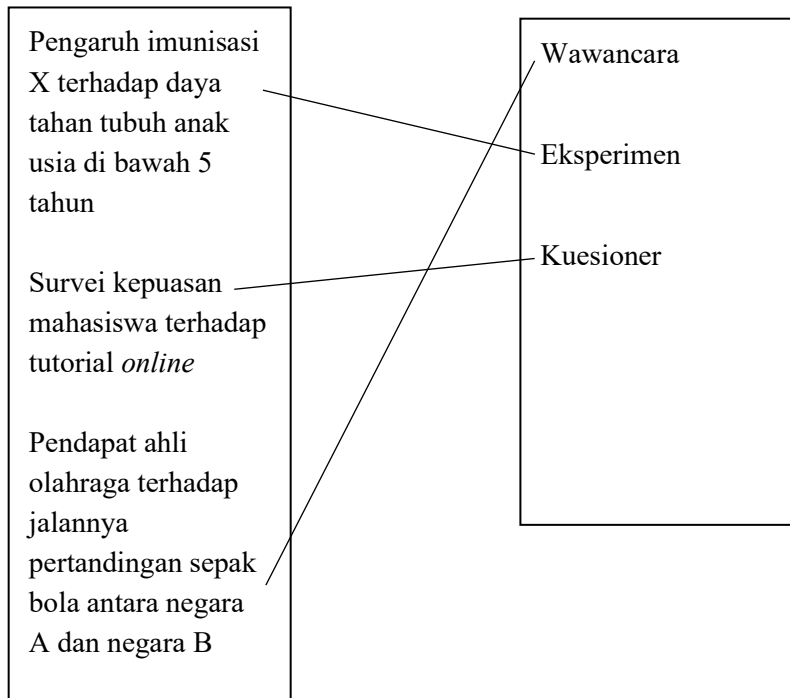 Pengaruh imunisasi
X terhadap daya
tahan tubuh anak
usia di bawah 5
tahun
Survei kepuasan
mahasiswa terhadap
tutorial online
Pendapat ahli
olahraga terhadap
jalannya
pertandingan sepak
bola antara negara
A dan negara B
Wawancara
Eksperimen
Kuesioner